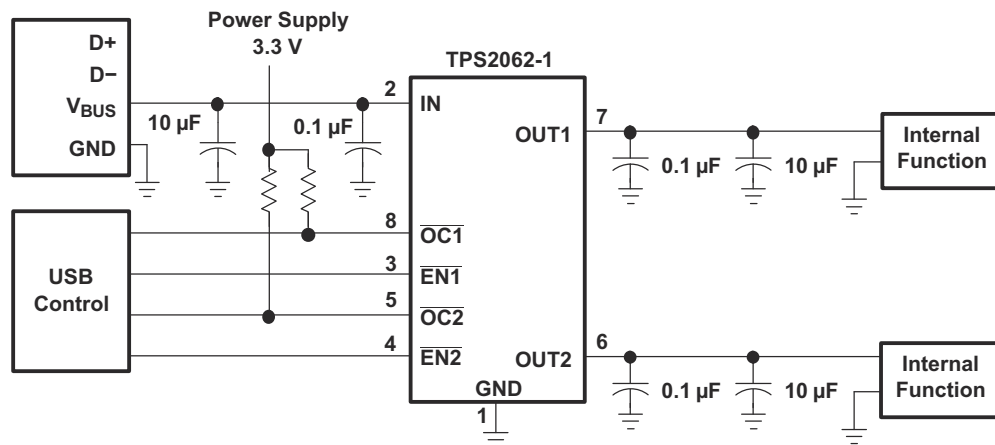 Power Supply
3.3 V
TPS2062-1
D+
D−
VBUS
GND
10 µF
0.1 µF
2
IN
7
OUT1
0.1 µF
10 µF
Internal
Function
USB
Control
8
OC1
3
EN1
5
OC2
4
EN2
6
OUT2
GND
1
0.1 µF
10 µF
Internal
Function